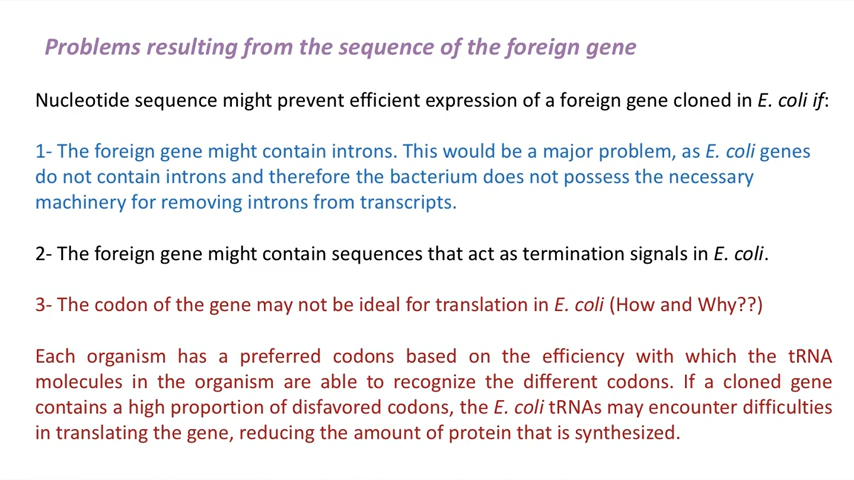 Problems resulting from the sequence of the foreign gene
Nucleotide sequence might prevent efficient expression of a foreign gene cloned in E. coli if:
1- The foreign gene might contain introns. This would be a major problem, as E. coli genes
do not contain introns and therefore the bacterium does not possess the necessary
machinery for removing introns from transcripts.
2- The foreign gene might contain sequences that act as termination signals in E. coli.
3- The codon of the gene may not be ideal for translation in E. coli (How and Why??)
Each organism has a preferred codons based on the efficiency with which the tRNA
molecules in the organism are able to recognize the different codons. If a cloned gene
contains a high proportion of disfavored codons, the E. coli tRNAs may encounter difficulties
in translating the gene, reducing the amount of protein that is synthesized.